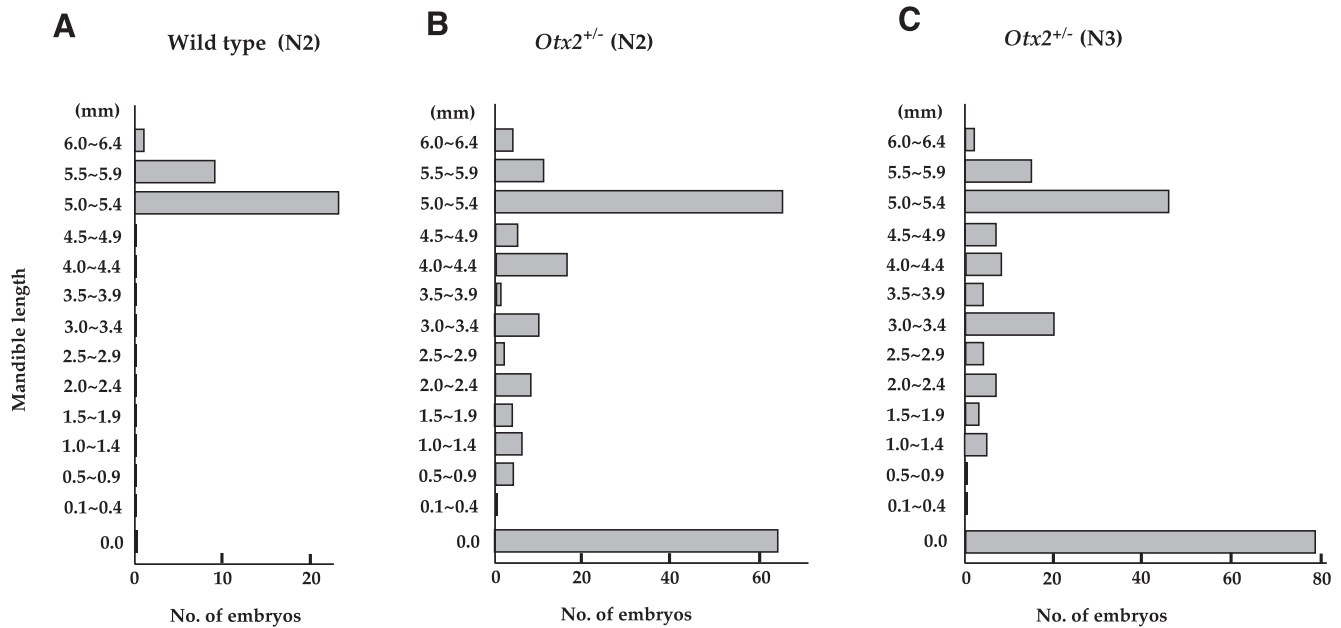 A
Wild type (N2)
(mm)
6.0~6.4
5.5~5.9
5.0~5.4
4.5~4.9
4.0~4.4
3.5~3.9
3.0~3.4
2.5~2.9
2.0~2.4
1.5~1.9
1.0~1.4
0.5~0.9
0.1~0.4
0.0
Mandible length
0 10 20
No. of embryos
B
Otx2+/- (N2)
(mm)
6.0~6.4
5.5~5.9
5.0~5.4
4.5~4.9
4.0~4.4
3.5~3.9
3.0~3.4
2.5~2.9
2.0~2.4
1.5~1.9
1.0~1.4
0.5~0.9
0.1~0.4
0.0
0 20 40 60
No. of embryos
C
Otx2+/- (N3)
(mm)
6.0~6.4
5.5~5.9
5.0~5.4
4.5~4.9
4.0~4.4
3.5~3.9
3.0~3.4
2.5~2.9
2.0~2.4
1.5~1.9
1.0~1.4
0.5~0.9
0.1~0.4
0.0
0 20 40 60 80
No. of embryos